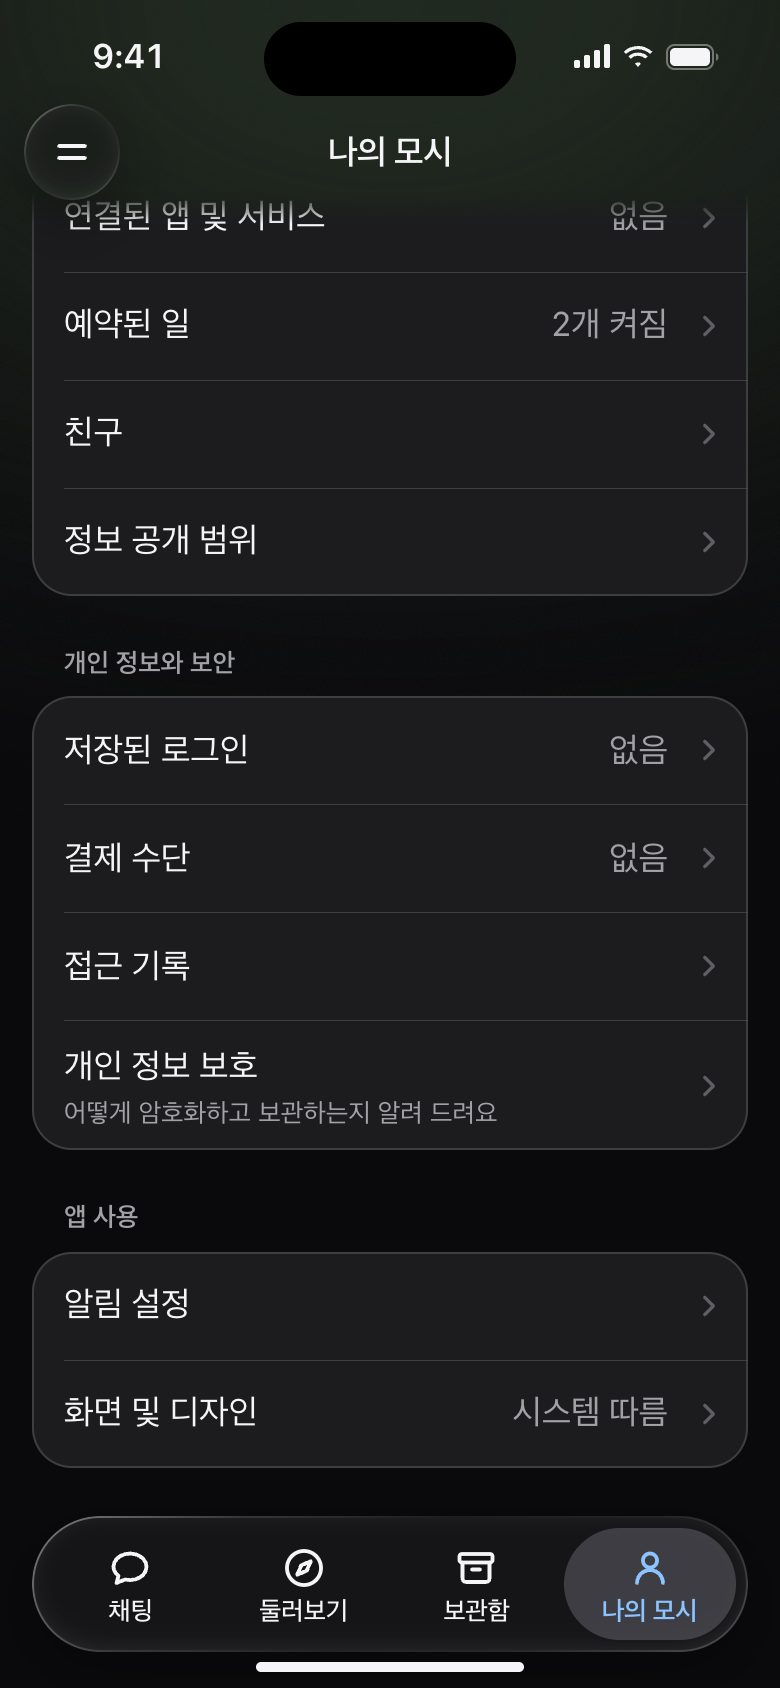 9:41
나의 모시
연결된 앱 및 서비스 없음
예약된 일 2개 켜짐
친구
정보 공개 범위
개인 정보와 보안
저장된 로그인 없음
결제 수단 없음
접근 기록
개인 정보 보호
어떻게 암호화하고 보관하는지 알려 드려요
앱 사용
알림 설정
화면 및 디자인 시스템 따름
채팅 둘러보기 보관함 나의 모시